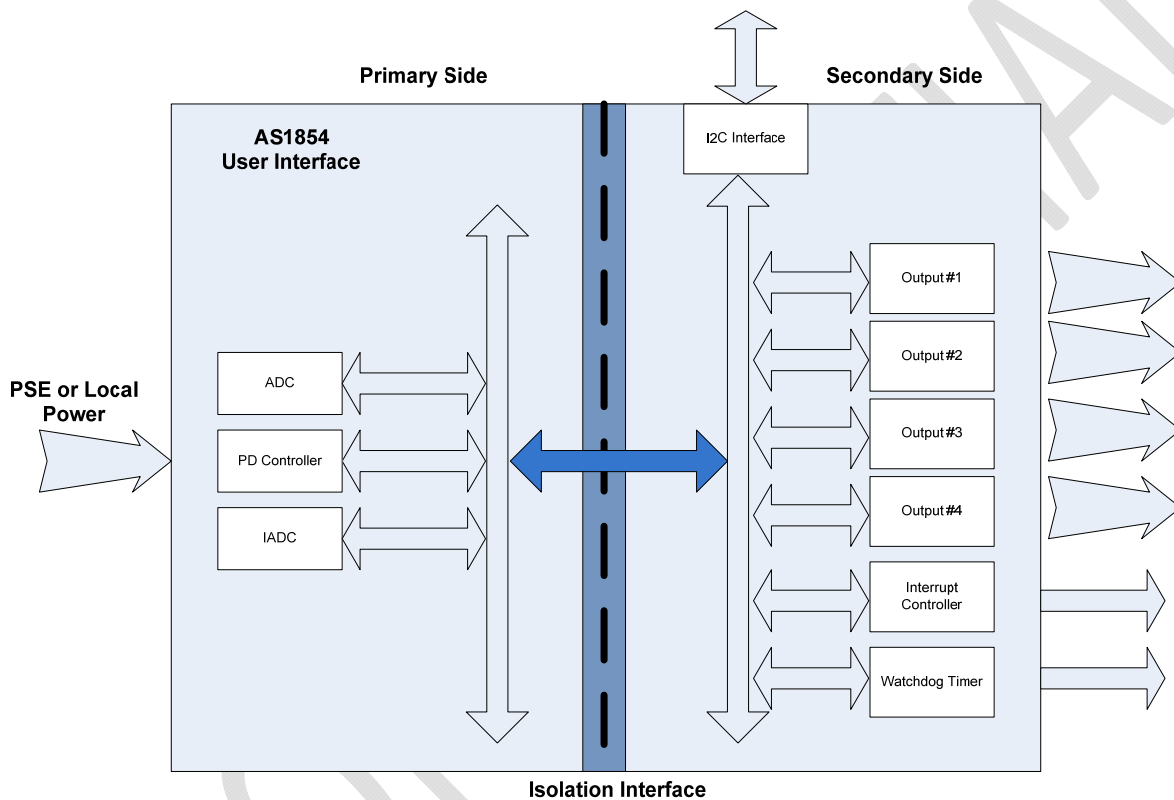 Primary Side
Secondary Side
AS1854
User Interface
I2C Interface
Output #1
Output #2
Output #3
Output #4
Interrupt
Controller
Watchdog Timer
ADC
PD Controller
IADC
PSE or Local
Power
Isolation Interface